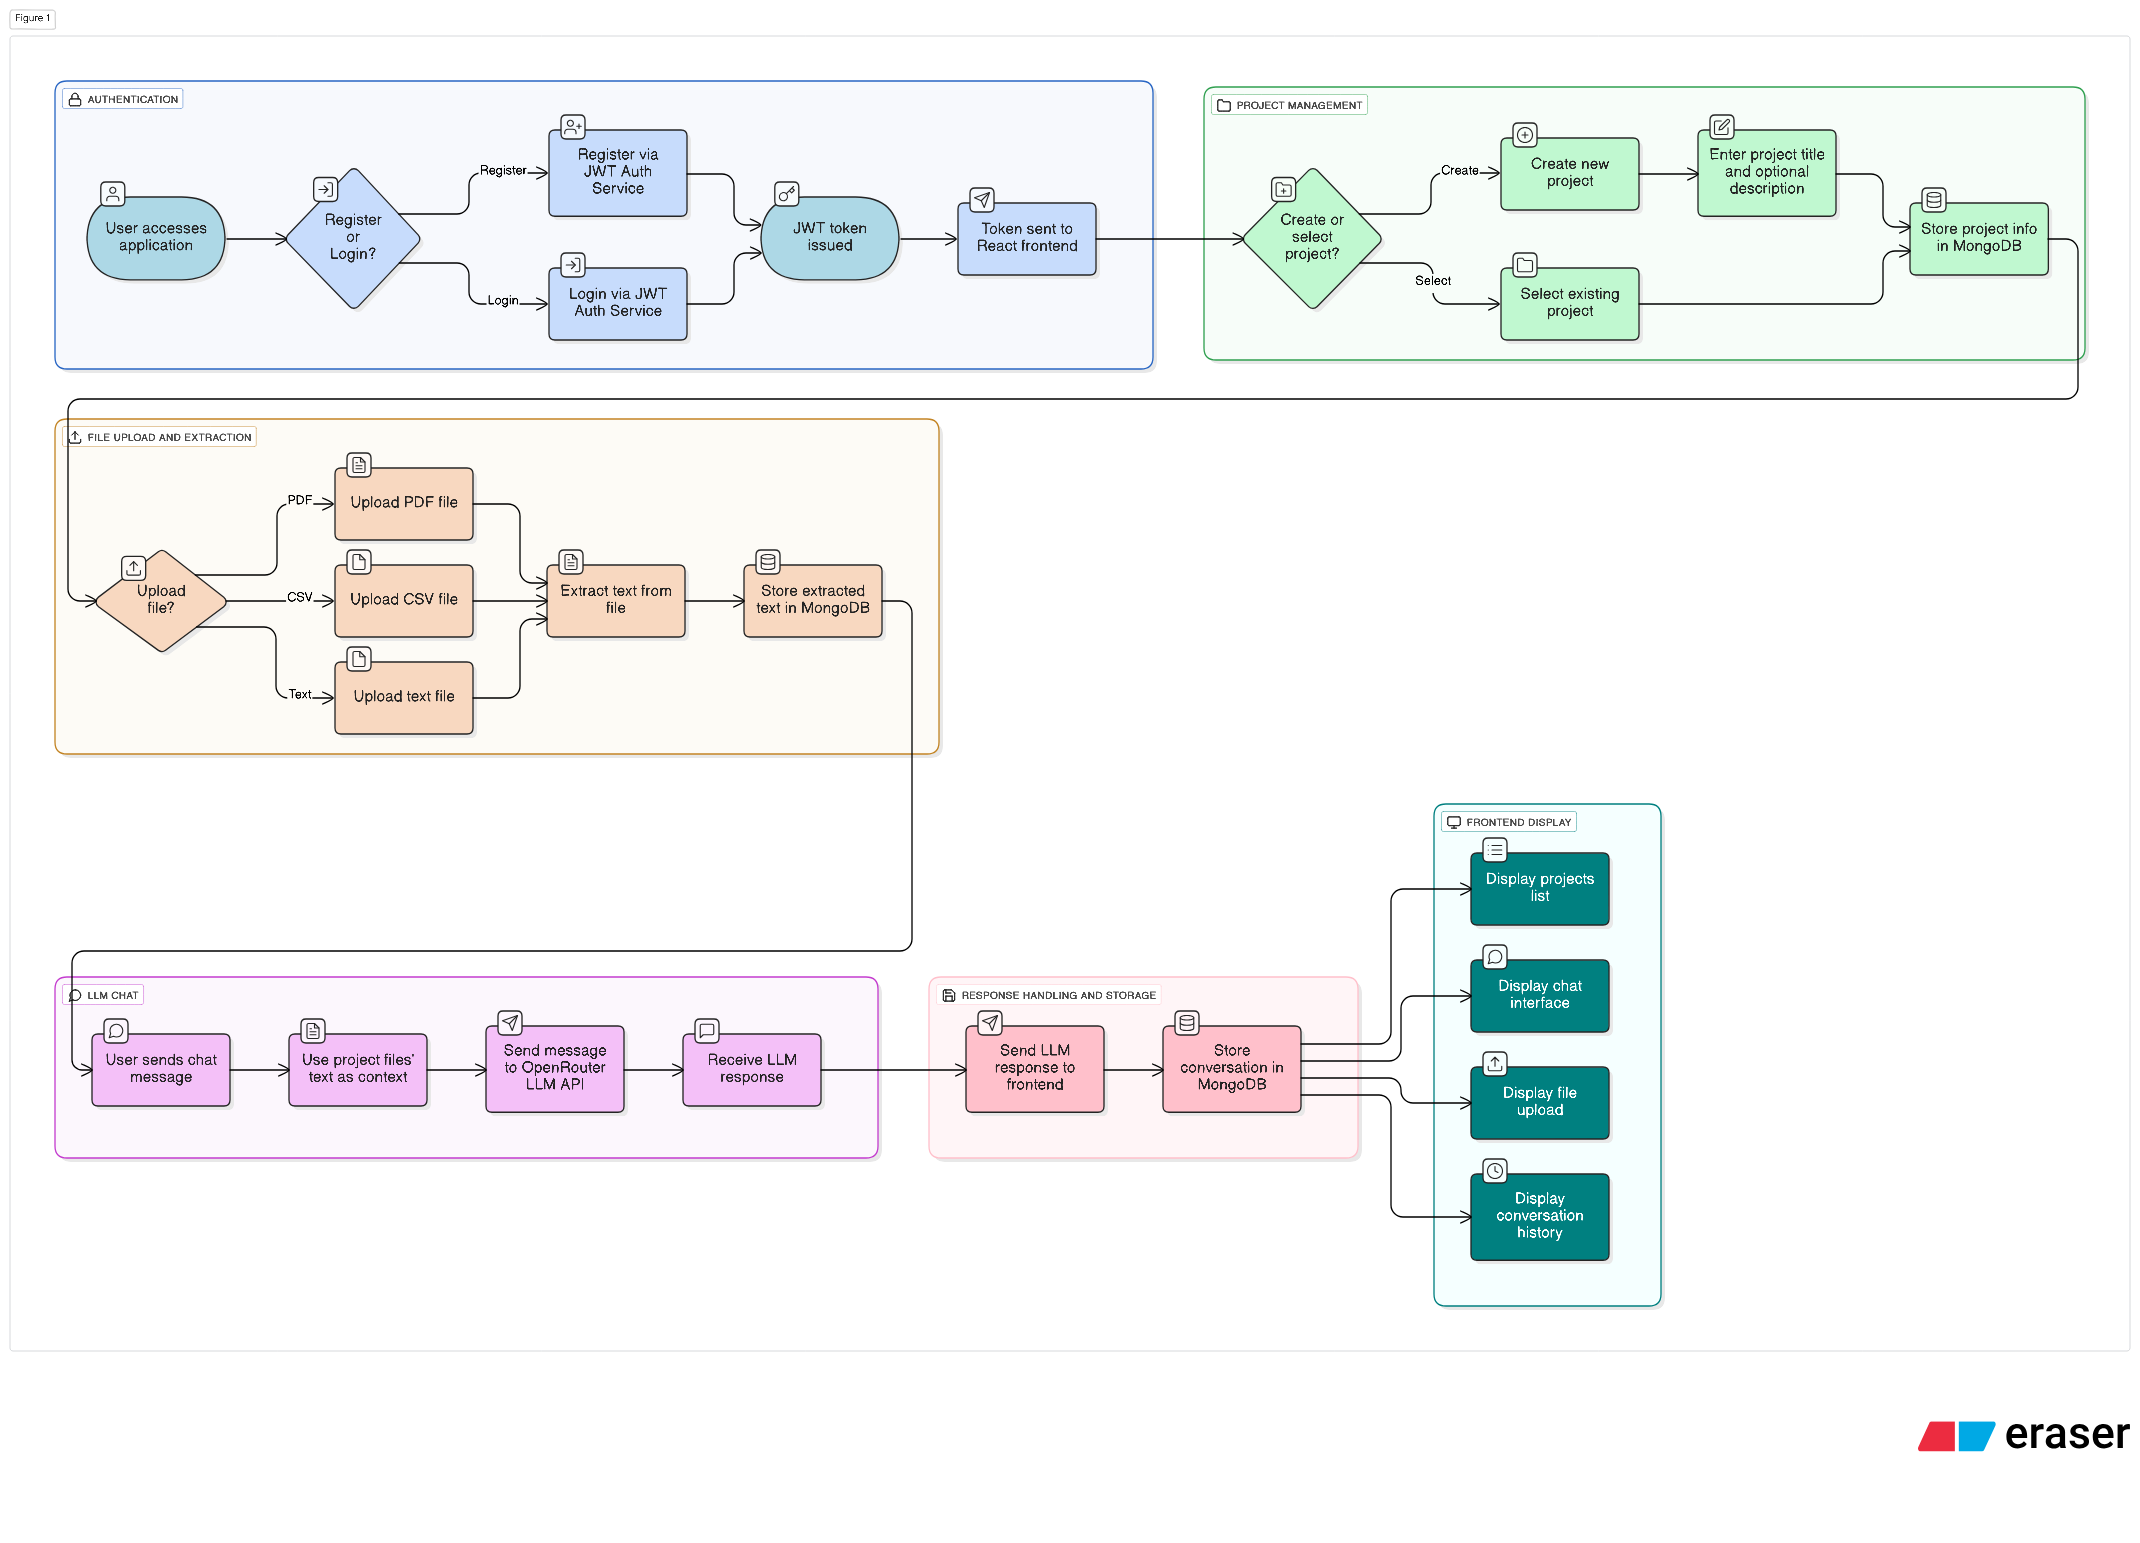 Figure 1
AUTHENTICATION
User accesses
application
Register
or
Login?
Register
Login
Register via
JWT Auth
Service
Login via JWT
Auth Service
JWT token
issued
Token sent to
React frontend
PROJECT MANAGEMENT
Create or
select
project?
Create
Select
Create new
project
Enter project title
and optional
description
Select existing
project
Store project info
in MongoDB
FILE UPLOAD AND EXTRACTION
Upload
file?
PDF
CSV
Text
Upload PDF file
Upload CSV file
Upload text file
Extract text from
file
Store extracted
text in MongoDB
LLM CHAT
User sends chat
message
Use project files'
text as context
Send message
to OpenRouter
LLM API
Receive LLM
response
RESPONSE HANDLING AND STORAGE
Send LLM
response to
frontend
Store
conversation in
MongoDB
FRONTEND DISPLAY
Display projects
list
Display chat
interface
Display file
upload
Display
conversation
history
eraser